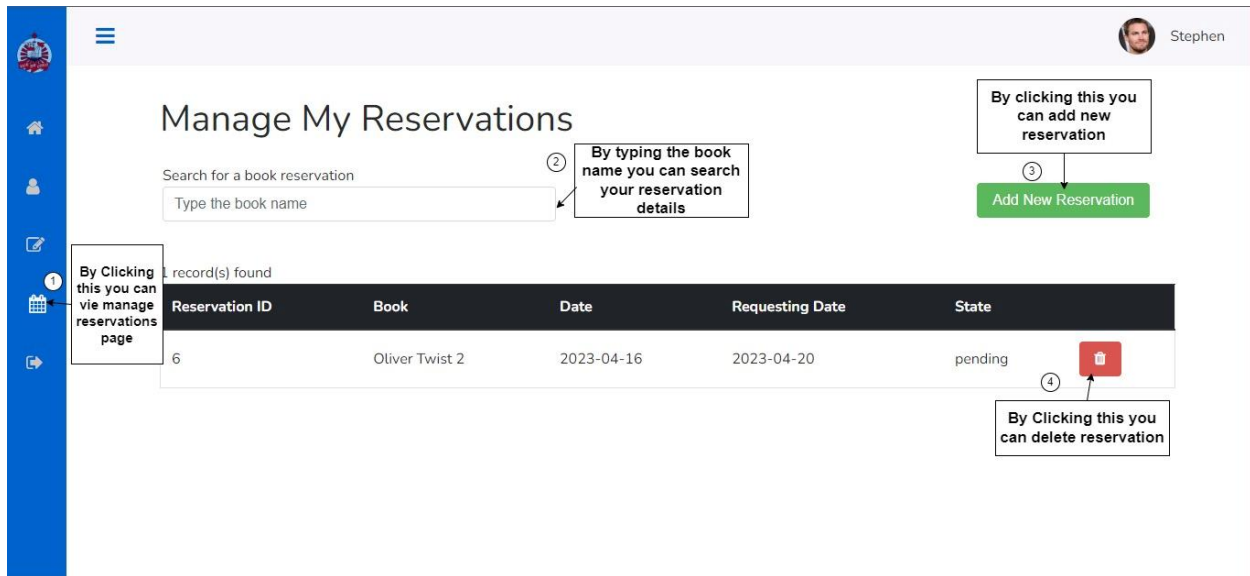 Stephen
Manage My Reservations
By clicking this you
can add new
reservation
2
By typing the book
name you can search
your reservation
details
3
Search for a book reservation
Type the book name
Add New Reservation
1
By Clicking
this you can
vie manage
reservations
page
1 record(s) found
Reservation ID Book Date Requesting Date State
6 Oliver Twist 2 2023-04-16 2023-04-20 pending
4
By Clicking this you
can delete reservation